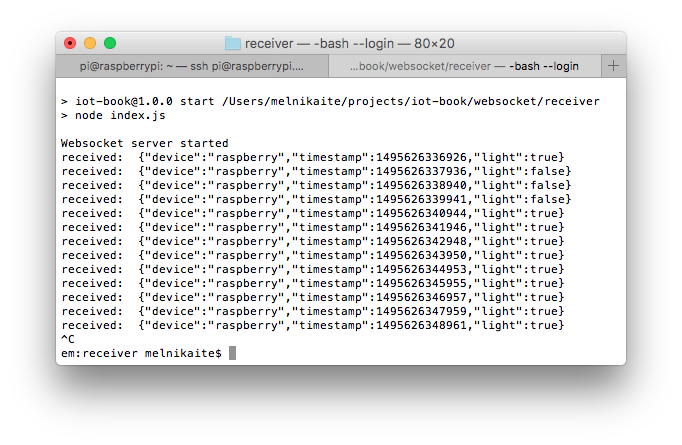 receiver — -bash --login — 80×20
pi@raspberrypi: ~ — ssh pi@raspberrypi....
...book/websocket/receiver — -bash --login
+
> iot-book@1.0.0 start /Users/melnikaite/projects/iot-book/websocket/receiver
> node index.js
Websocket server started
received:  {"device":"raspberry","timestamp":1495626336926,"light":true}
received:  {"device":"raspberry","timestamp":1495626337936,"light":false}
received:  {"device":"raspberry","timestamp":1495626338940,"light":false}
received:  {"device":"raspberry","timestamp":1495626339941,"light":false}
received:  {"device":"raspberry","timestamp":1495626340944,"light":true}
received:  {"device":"raspberry","timestamp":1495626341946,"light":true}
received:  {"device":"raspberry","timestamp":1495626342948,"light":true}
received:  {"device":"raspberry","timestamp":1495626343950,"light":true}
received:  {"device":"raspberry","timestamp":1495626344953,"light":true}
received:  {"device":"raspberry","timestamp":1495626345955,"light":true}
received:  {"device":"raspberry","timestamp":1495626346957,"light":true}
received:  {"device":"raspberry","timestamp":1495626347959,"light":true}
received:  {"device":"raspberry","timestamp":1495626348961,"light":true}
^C
em:receiver melnikaite$